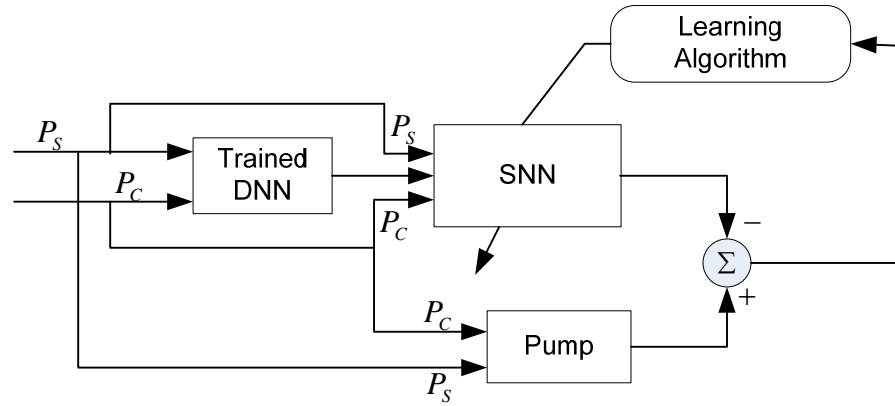 Learning
Algorithm
P_S
P_S
Trained
DNN
SNN
P_C
P_C
−
Σ
+
P_C
Pump
P_S